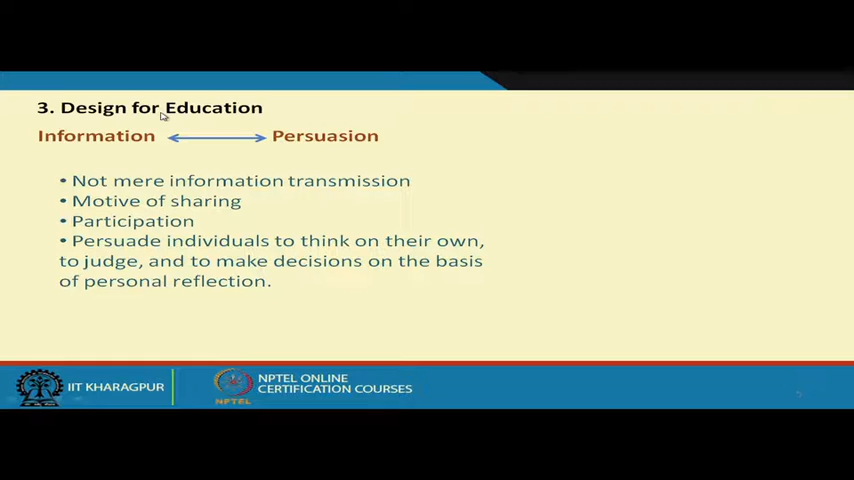 3. Design for Education
Information Persuasion
• Not mere information transmission
• Motive of sharing
• Participation
• Persuade individuals to think on their own,
to judge, and to make decisions on the basis
of personal reflection.
IIT KHARAGPUR
NPTEL
NPTEL ONLINE
CERTIFICATION COURSES